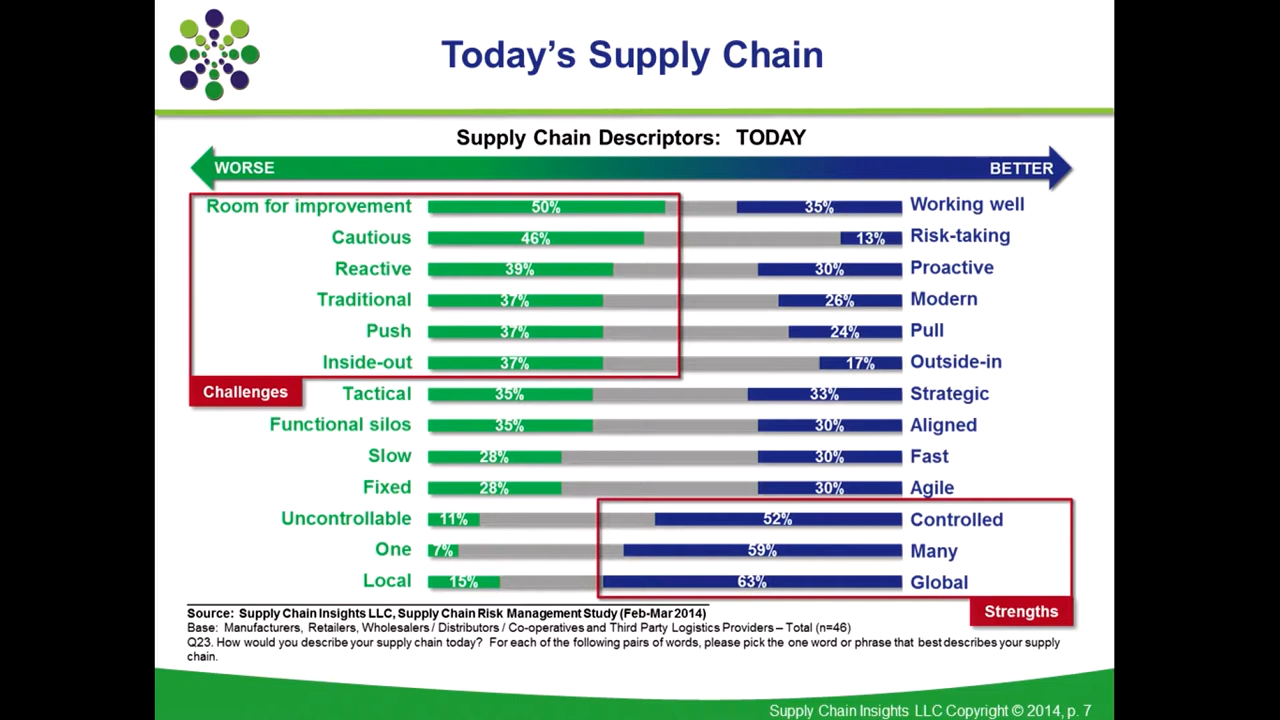 Today's Supply Chain
Supply Chain Descriptors: TODAY
WORSE BETTER
Room for improvement 50% 35% Working well
Cautious 46% 13% Risk-taking
Reactive 39% 30% Proactive
Traditional 37% 26% Modern
Push 37% 24% Pull
Inside-out 37% 17% Outside-in
Challenges
Tactical 35% 33% Strategic
Functional silos 35% 30% Aligned
Slow 28% 30% Fast
Fixed 28% 30% Agile
Uncontrollable 11% 52% Controlled
One 7% 59% Many
Local 15% 63% Global
Strengths
Source: Supply Chain Insights LLC, Supply Chain Risk Management Study (Feb-Mar 2014)
Base: Manufacturers, Retailers, Wholesalers / Distributors / Co-operatives and Third Party Logistics Providers – Total (n=46)
Q23. How would you describe your supply chain today? For each of the following pairs of words, please pick the one word or phrase that best describes your supply
chain.
Supply Chain Insights LLC Copyright © 2014, p. 7